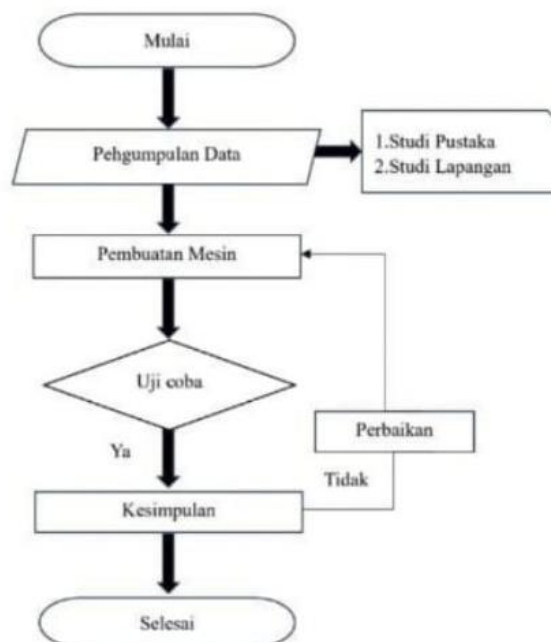 Mulai
Pehgumpulan Data
1.Studi Pustaka
2.Studi Lapangan
Pembuatan Mesin
Uji coba
Ya
Perbaikan
Tidak
Kesimpulan
Selesai